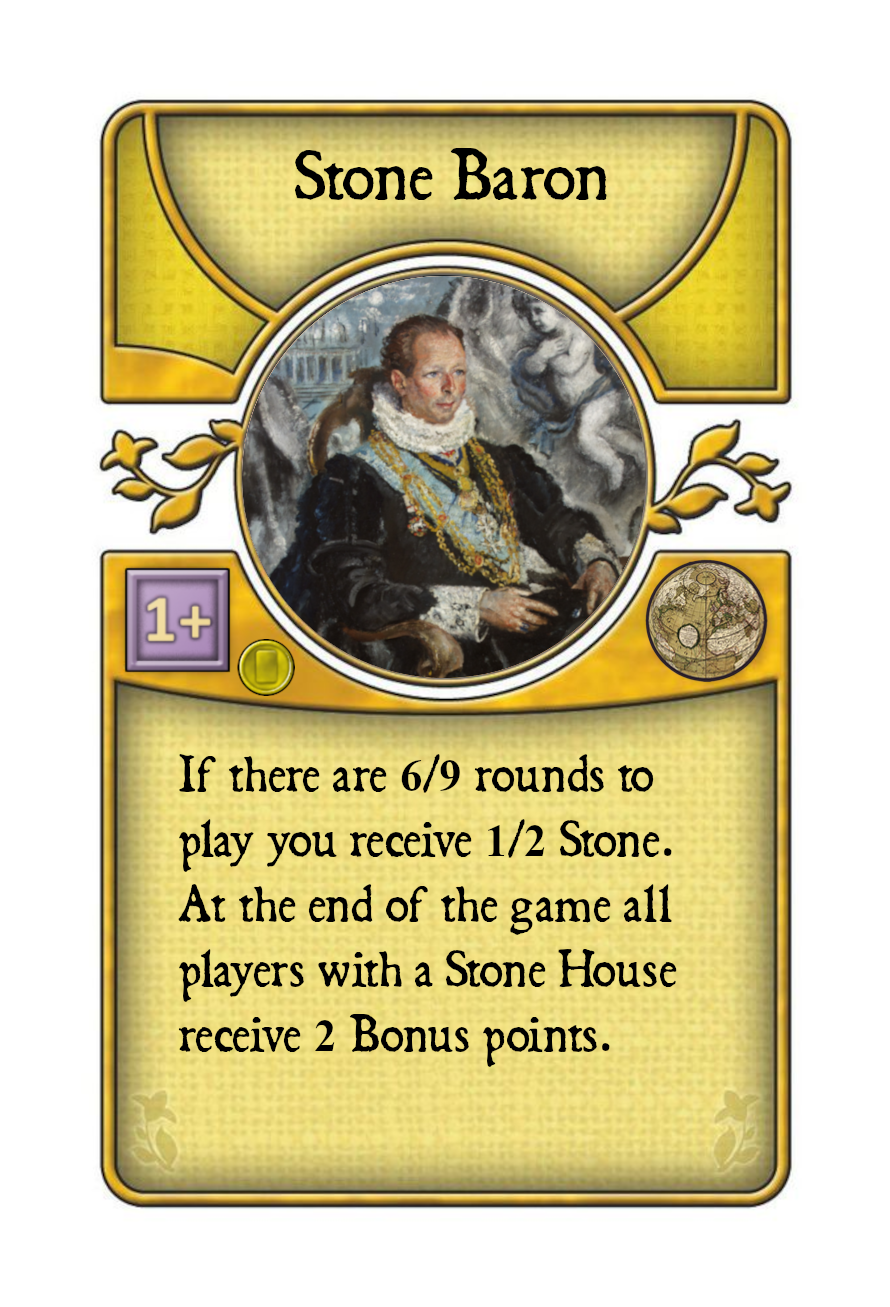 Stone Baron
1+
If there are 6/9 rounds to
play you receive 1/2 Stone.
At the end of the game all
players with a Stone House
receive 2 Bonus points.